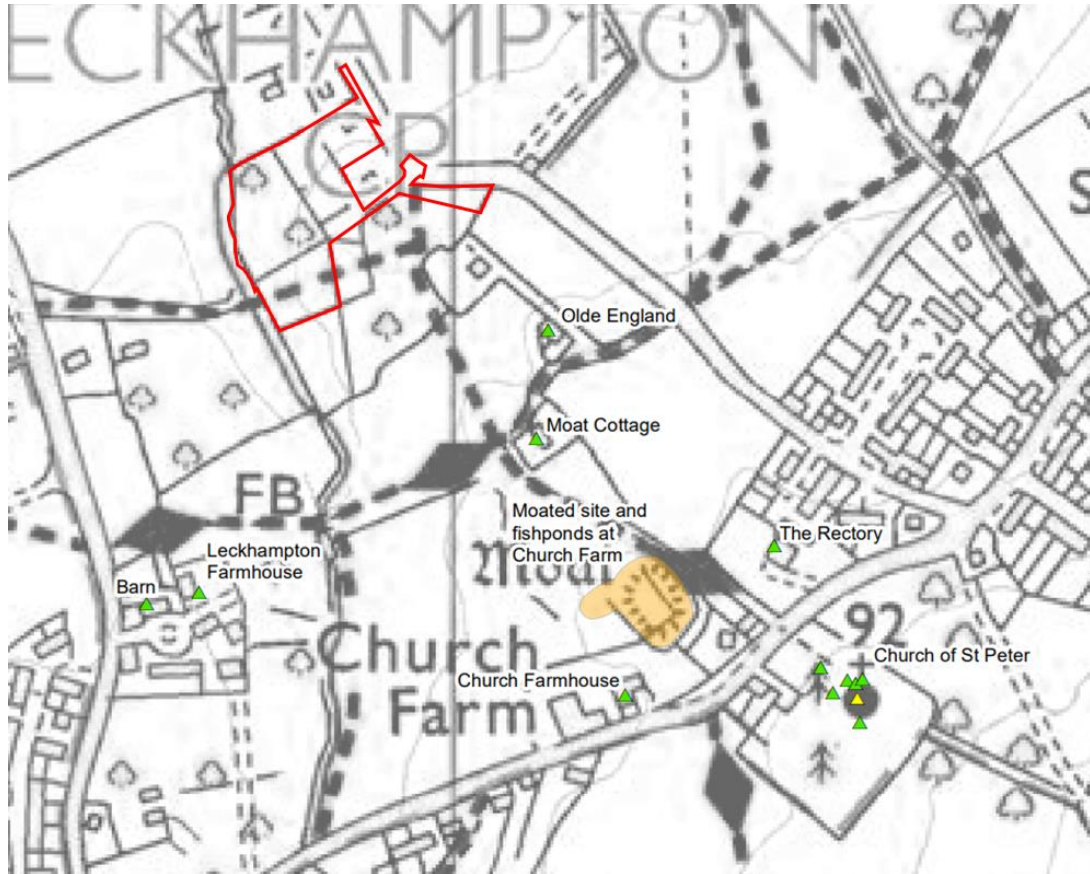 ECKHAMPTON
CP
Olde England
Moat Cottage
FB
Moated site and
fishponds at
Church Farm
Moat
The Rectory
Leckhampton
Farmhouse
Barn
92
Church of St Peter
Church
Farm
Church Farmhouse
S